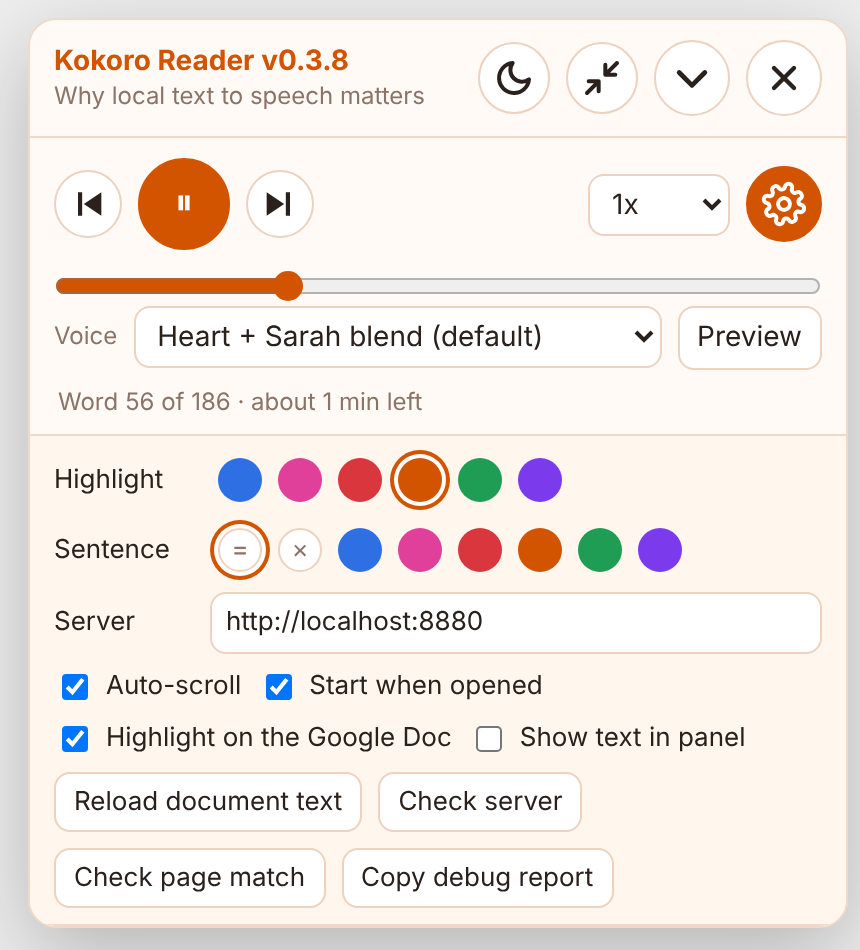 Kokoro Reader v0.3.8
Why local text to speech matters
1x
Voice Heart + Sarah blend (default) Preview
Word 56 of 186 · about 1 min left
Highlight
Sentence = ×
Server http://localhost:8880
Auto-scroll Start when opened
Highlight on the Google Doc Show text in panel
Reload document text Check server
Check page match Copy debug report